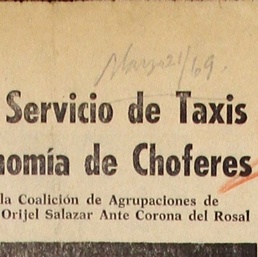 Marzo 21/69.
Servicio de Taxis
nomía de Choferes
la Coalición de Agrupaciones de
Orijel Salazar Ante Corona del Rosal